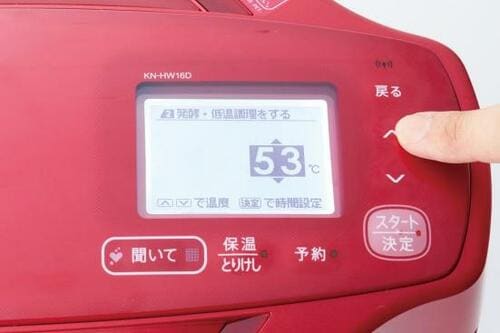 KN-HW16D
戻る
発酵・低温調理をする
53℃
で温度 決定 で時間設定
スタート
決定
聞いて
保温
とりけし
予約